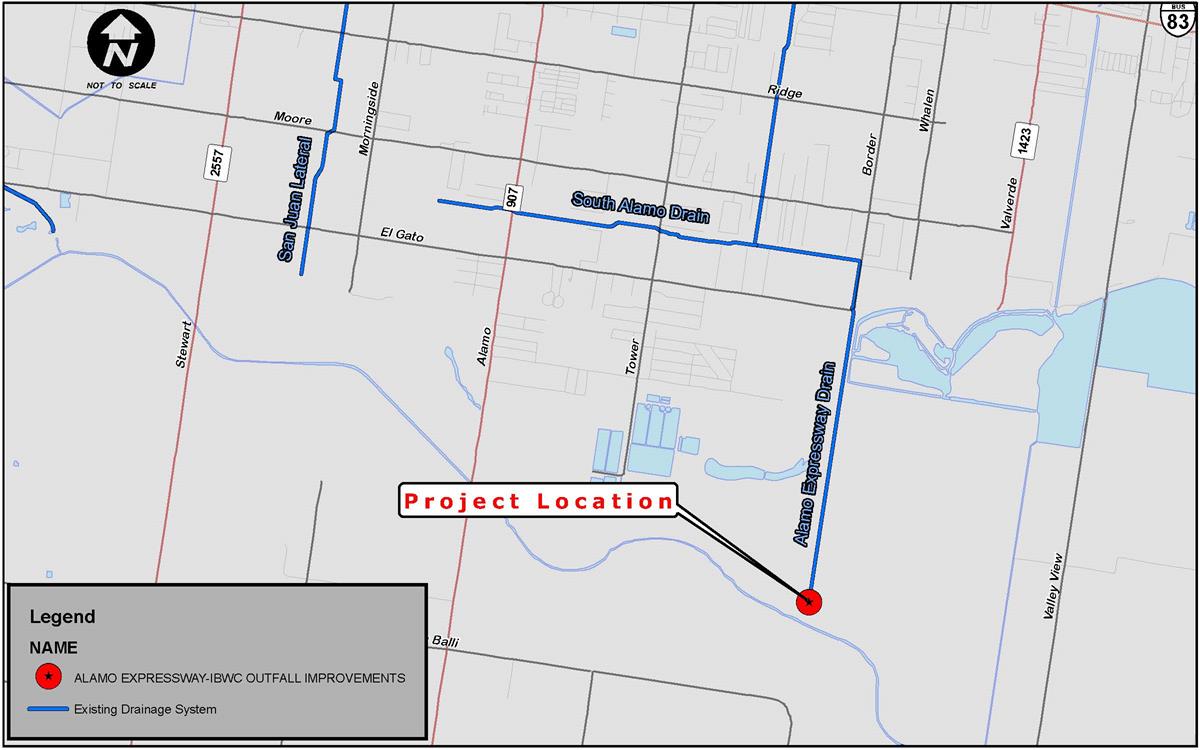 BUS
83
N
NOT TO SCALE
Ridge
Moore
Morningside
Whalen
Border
1423
2557
San Juan Lateral
907
South Alamo Drain
Valverde
El Gato
Stewart
Alamo
Tower
Alamo Expressway Drain
Project Location
Valley View
Balli
Legend
NAME
ALAMO EXPRESSWAY-IBWC OUTFALL IMPROVEMENTS
Existing Drainage System